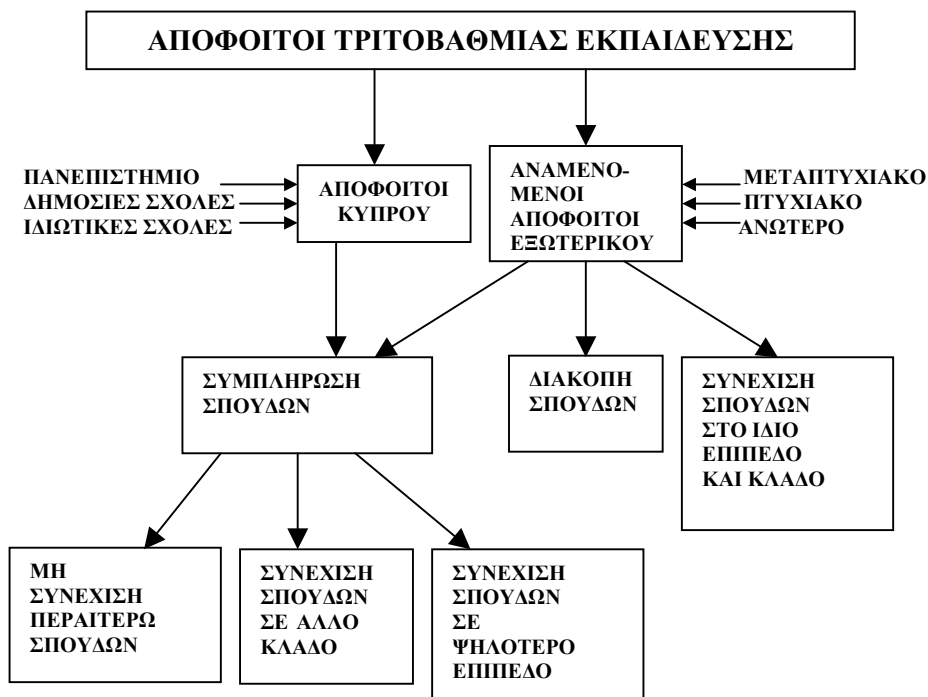 ΑΠΟΦΟΙΤΟΙ ΤΡΙΤΟΒΑΘΜΙΑΣ ΕΚΠΑΙΔΕΥΣΗΣ
ΠΑΝΕΠΙΣΤΗΜΙΟ
ΔΗΜΟΣΙΕΣ ΣΧΟΛΕΣ
ΙΔΙΩΤΙΚΕΣ ΣΧΟΛΕΣ
ΑΠΟΦΟΙΤΟΙ
ΚΥΠΡΟΥ
ΑΝΑΜΕΝΟ-
ΜΕΝΟΙ
ΑΠΟΦΟΙΤΟΙ
ΕΞΩΤΕΡΙΚΟΥ
ΜΕΤΑΠΤΥΧΙΑΚΟ
ΠΤΥΧΙΑΚΟ
ΑΝΩΤΕΡΟ
ΣΥΜΠΛΗΡΩΣΗ
ΣΠΟΥΔΩΝ
ΔΙΑΚΟΠΗ
ΣΠΟΥΔΩΝ
ΣΥΝΕΧΙΣΗ
ΣΠΟΥΔΩΝ
ΣΤΟ ΙΔΙΟ
ΕΠΙΠΕΔΟ
ΚΑΙ ΚΛΑΔΟ
ΜΗ
ΣΥΝΕΧΙΣΗ
ΠΕΡΑΙΤΕΡΩ
ΣΠΟΥΔΩΝ
ΣΥΝΕΧΙΣΗ
ΣΠΟΥΔΩΝ
ΣΕ ΑΛΛΟ
ΚΛΑΔΟ
ΣΥΝΕΧΙΣΗ
ΣΠΟΥΔΩΝ
ΣΕ
ΨΗΛΟΤΕΡΟ
ΕΠΙΠΕΔΟ